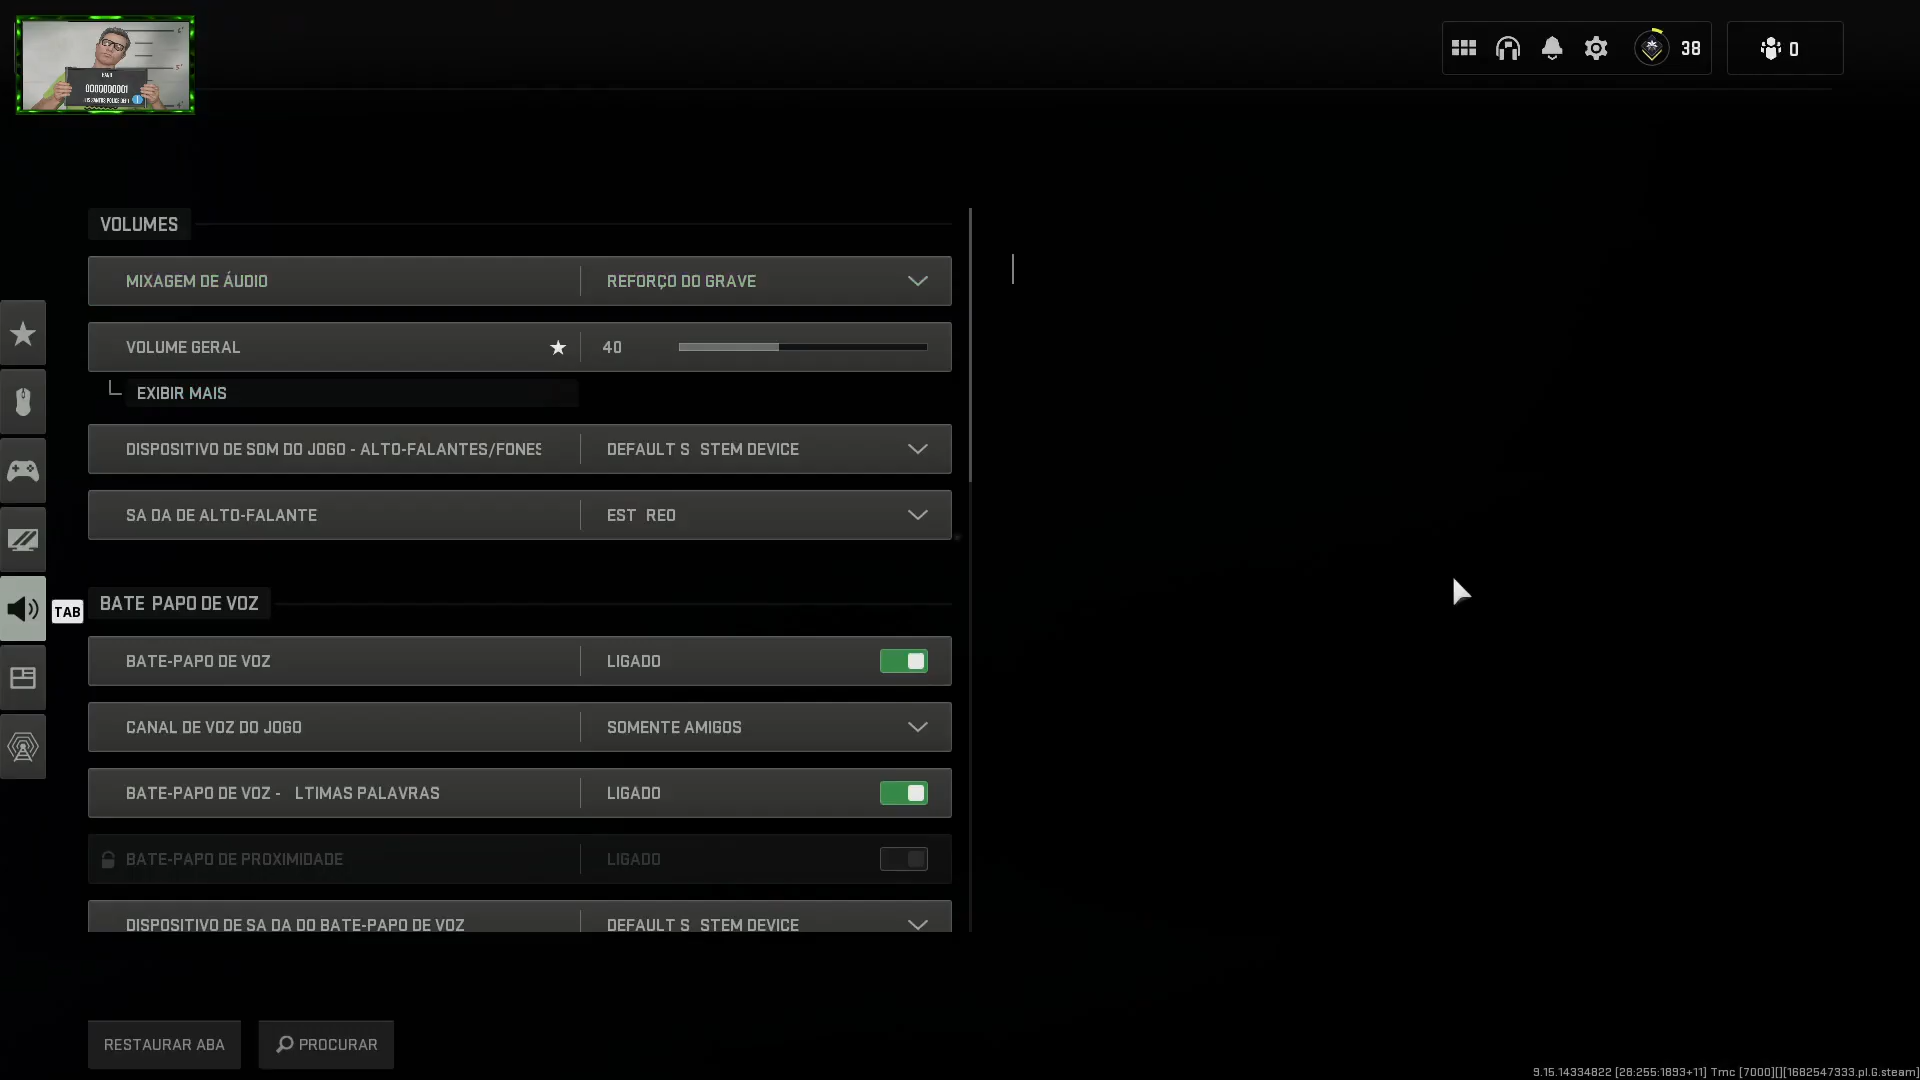 0000000001
38
0
VOLUMES
MIXAGEM DE ÁUDIO
REFORÇO DO GRAVE
VOLUME GERAL
40
EXIBIR MAIS
DISPOSITIVO DE SOM DO JOGO - ALTO-FALANTES/FONES
DEFAULT S STEM DEVICE
SA DA DE ALTO-FALANTE
EST REO
TAB
BATE PAPO DE VOZ
BATE-PAPO DE VOZ
LIGADO
CANAL DE VOZ DO JOGO
SOMENTE AMIGOS
BATE-PAPO DE VOZ - LTIMAS PALAVRAS
LIGADO
BATE-PAPO DE PROXIMIDADE
LIGADO
DISPOSITIVO DE SA DA DO BATE-PAPO DE VOZ
DEFAULT S STEM DEVICE
RESTAURAR ABA
PROCURAR
9.15.14334822 [28:255:1893+11] Tmc [7000][][1682547333.pl.G.steam]